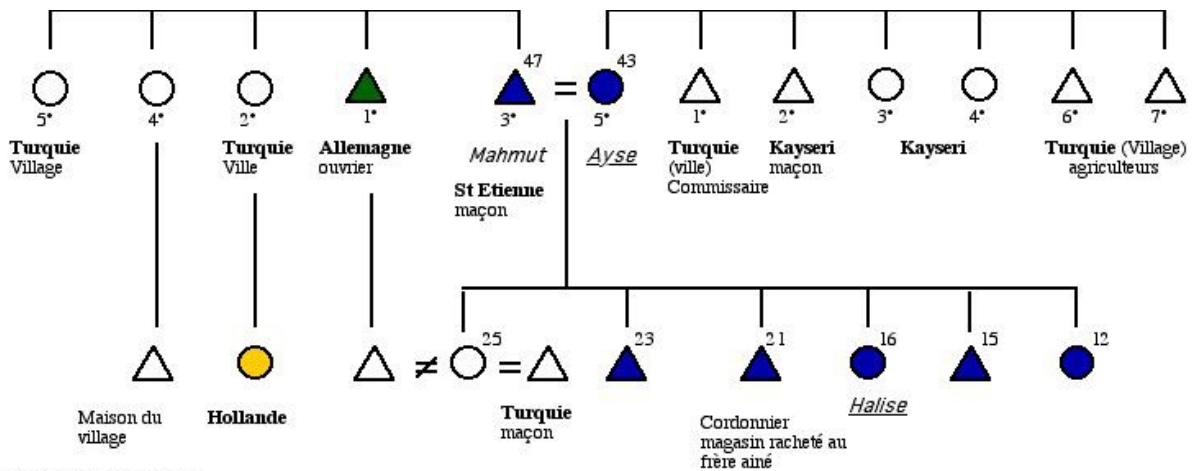 47
43
5°
4°
2°
1°
3°
5°
1°
2°
3°
4°
6°
7°
Turquie
Village
Turquie
Ville
Allemagne
ouvrier
Mahmut
St Etienne
maçon
Ayse
Turquie
(ville)
Commissaire
Kayseri
maçon
Kayseri
Turquie (Village)
agriculteurs
=
25
23
21
16
15
12
≠
=
Maison du
village
Hollande
Turquie
maçon
Cordonnier
magasin racheté au
frère ainé
Halise